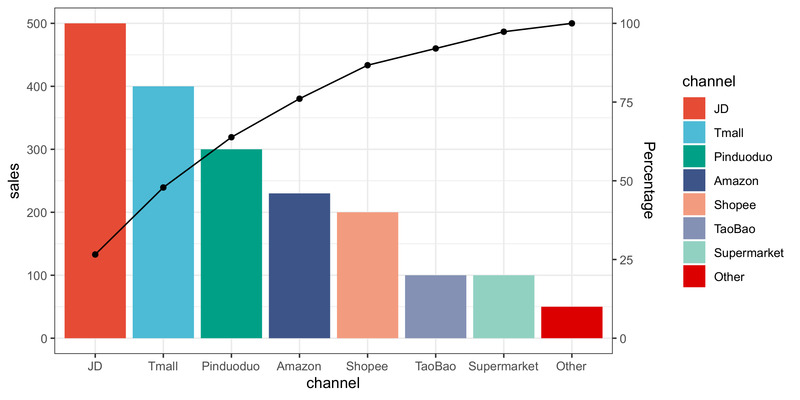 500
400
300
200
100
0
sales
100
75
50
25
0
Percentage
JD Tmall Pinduoduo Amazon Shopee TaoBao Supermarket Other
channel
channel
JD
Tmall
Pinduoduo
Amazon
Shopee
TaoBao
Supermarket
Other